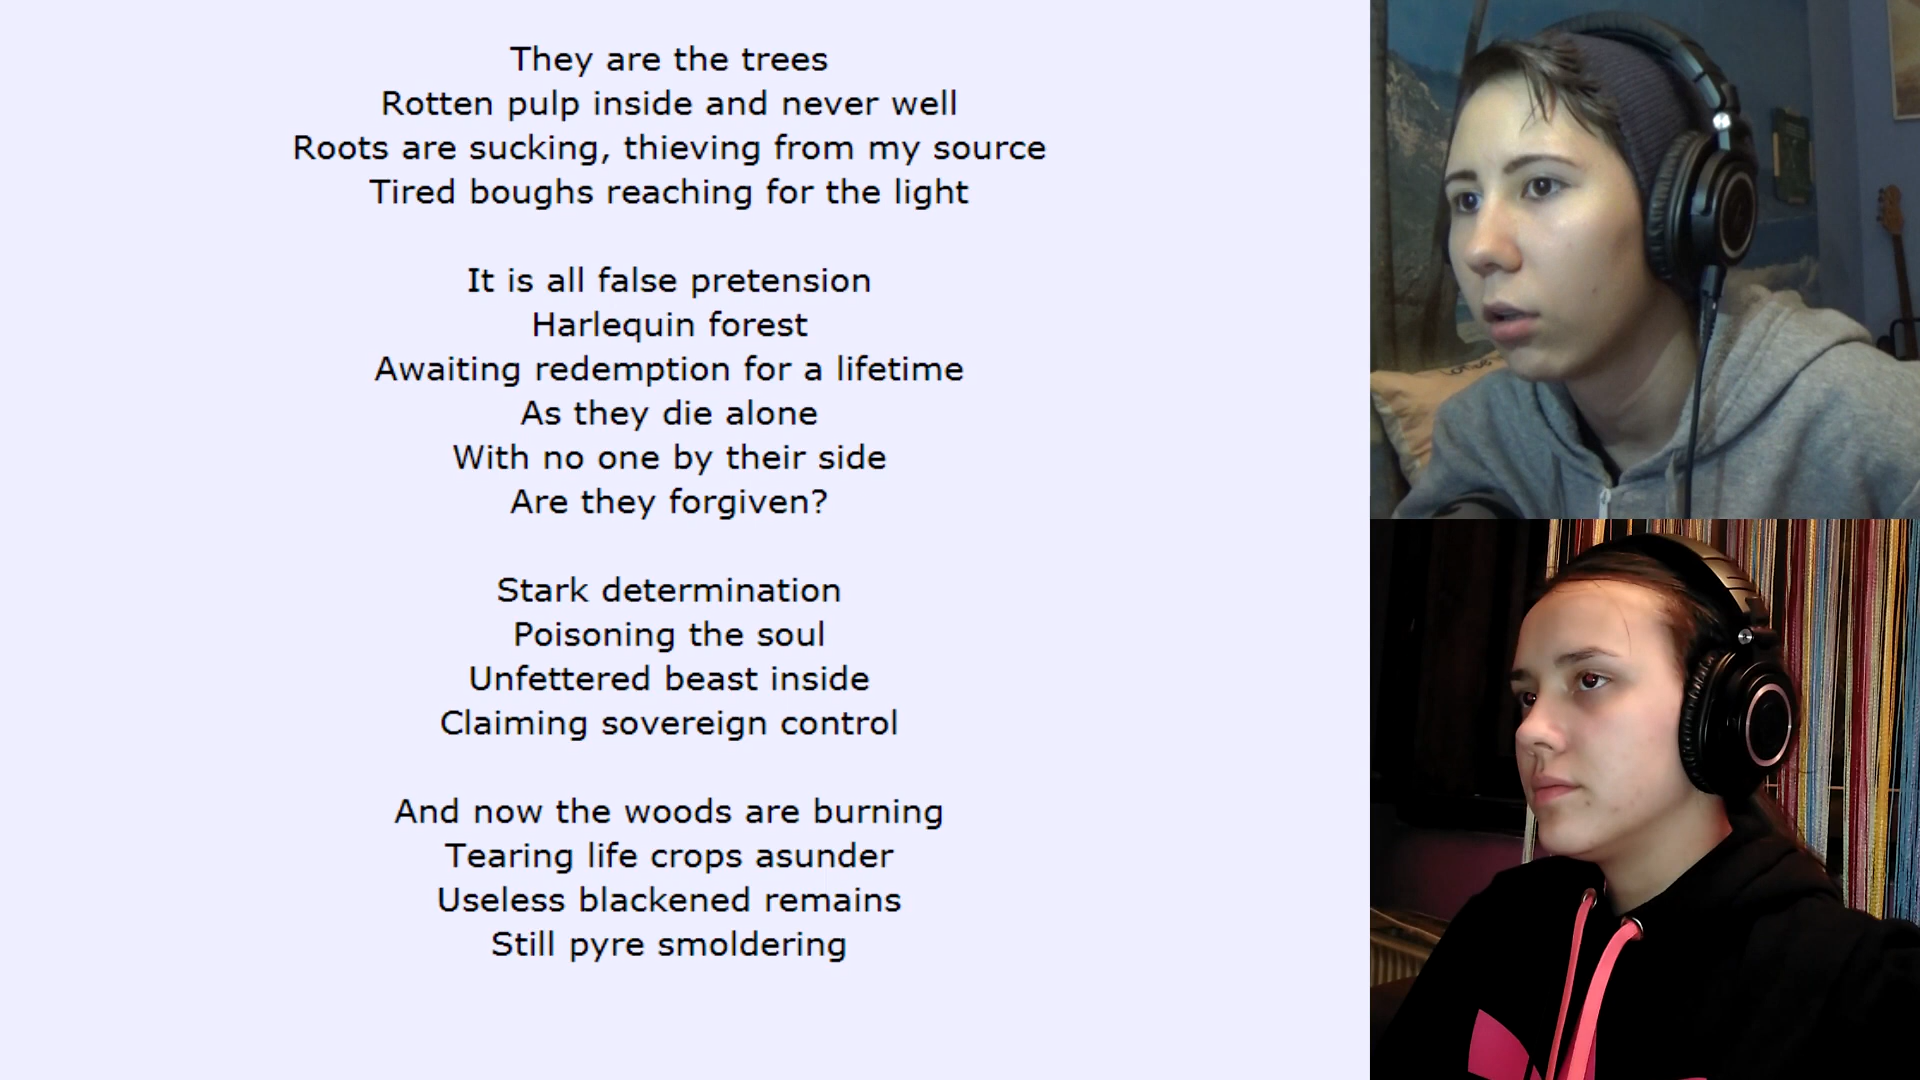 They are the trees
Rotten pulp inside and never well
Roots are sucking, thieving from my source
Tired boughs reaching for the light
It is all false pretension
Harlequin forest
Awaiting redemption for a lifetime
As they die alone
With no one by their side
Are they forgiven?
Stark determination
Poisoning the soul
Unfettered beast inside
Claiming sovereign control
And now the woods are burning
Tearing life crops asunder
Useless blackened remains
Still pyre smoldering